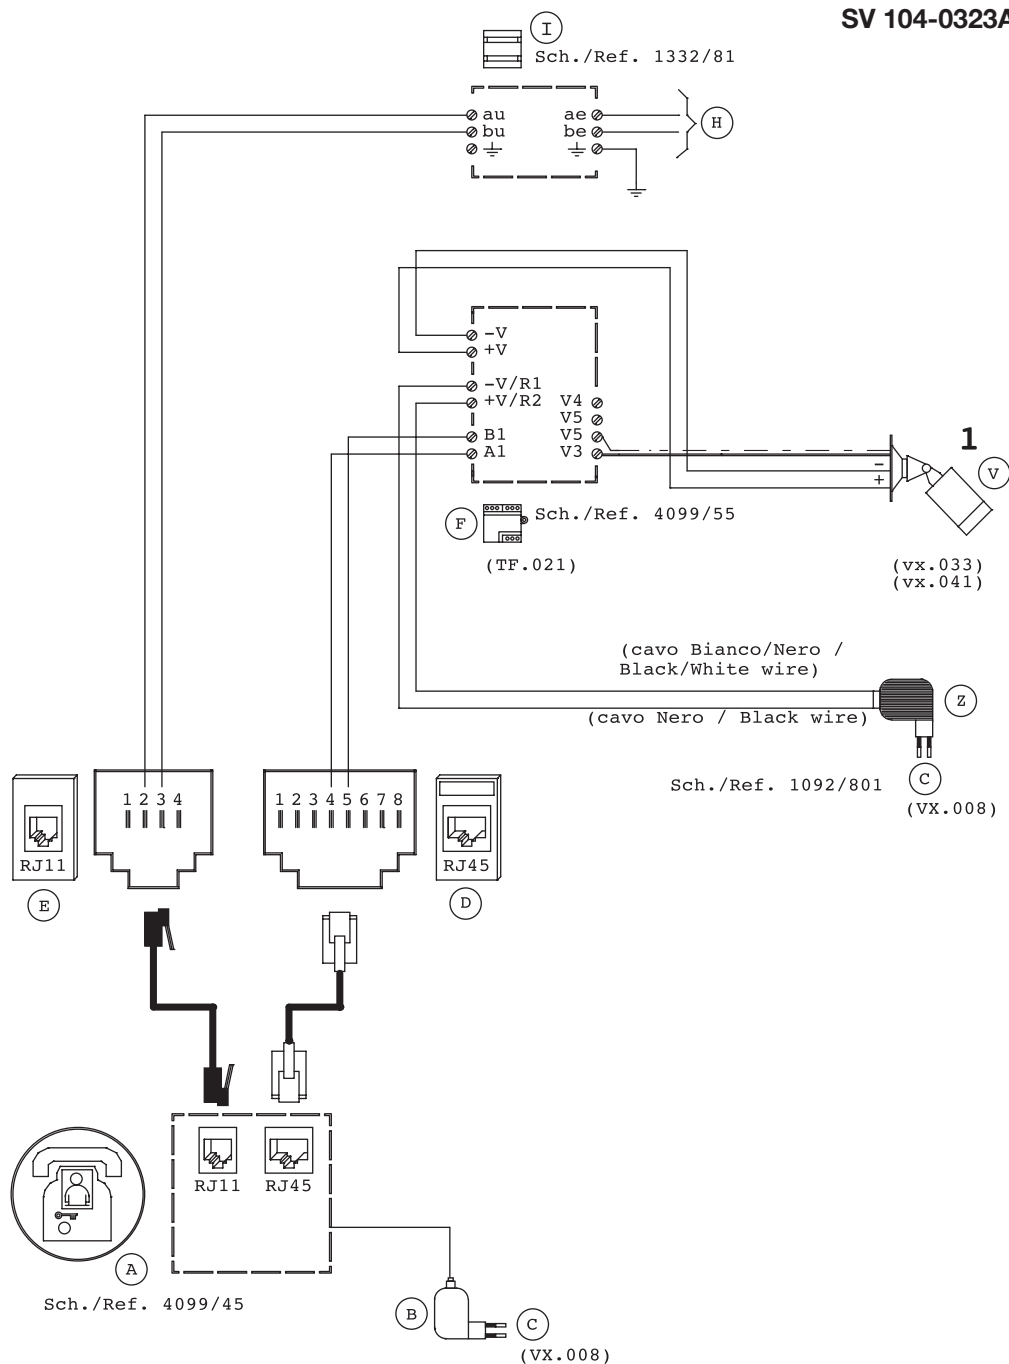 SV 104-0323A
I
Sch./Ref. 1332/81
au
ae
H
bu
be
-V
+V
-V/R1
+V/R2
V4
V5
B1
V5
A1
V3
1
V
-
+
F
Sch./Ref. 4099/55
(TF.021)
(vx.033)
(vx.041)
(cavo Bianco/Nero /
Black/White wire)
Z
(cavo Nero / Black wire)
Sch./Ref. 1092/801
C
(VX.008)
1 2 3 4
1 2 3 4 5 6 7 8
RJ11
RJ45
E
D
RJ11
RJ45
A
Sch./Ref. 4099/45
B
C
(VX.008)